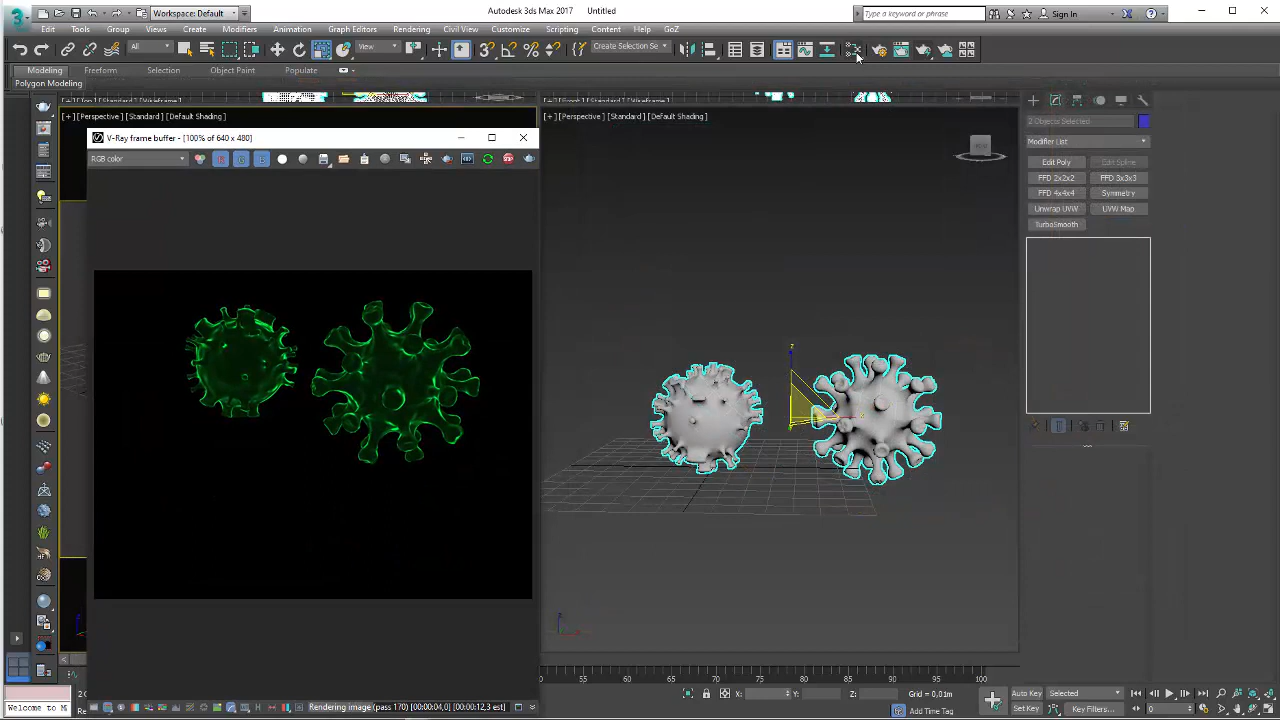 Workspace: Default
Autodesk 3ds Max 2017 Untitled
Type a keyword or phrase
Sign In
Edit Tools Group Views Create Modifiers Animation Graph Editors Rendering Civil View Customize Scripting Content Help GoZ
All
View
Create Selection Se
Modeling Freeform Selection Object Paint Populate
Polygon Modeling
[+][Perspective] [Standard] [Default Shading]
[+][Perspective] [Standard] [Default Shading]
V-Ray frame buffer - [100% of 640 x 480]
RGB color
2 Objects Selected
Modifier List
Edit Poly Edit Spline
FFD 2x2x2 FFD 3x3x3
FFD 4x4x4 Symmetry
Unwrap UVW UVW Map
TurboSmooth
Rendering image (pass 170) [00:00:04,0] [00:00:12,3 est]
55 60 65 70 75 80 85 90 95 100
X: Y: Z: Grid = 0,01m
Add Time Tag
Auto Key Selected
Set Key Key Filters...
0
Welcome to M